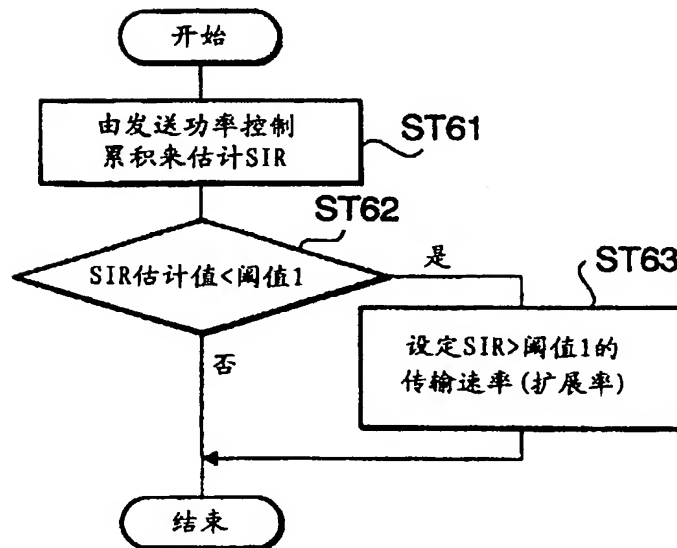 开始
由发送功率控制
累积来估计SIR
ST61
ST62
SIR估计值<阈值1
是
ST63
设定SIR>阈值1的
传输速率(扩展率)
否
结束